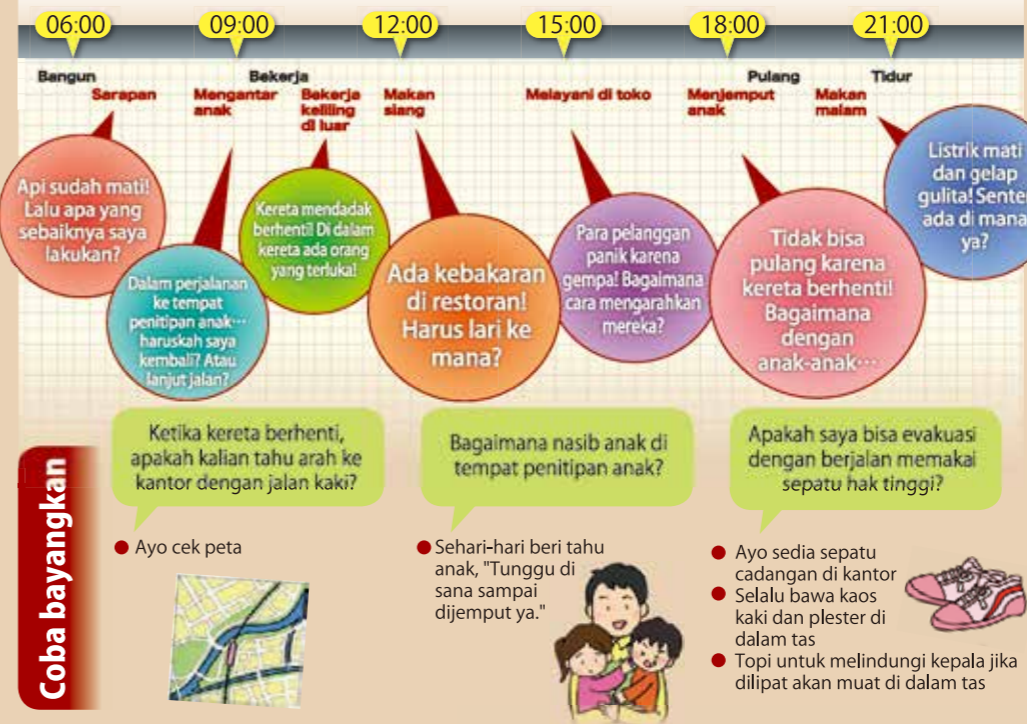 06:00
09:00
12:00
15:00
18:00
21:00
Bangun
Bekerja
Pulang
Tidur
Sarapan
Mengantar
anak
Bekerja
keliling
di luar
Makan
siang
Melayani di toko
Menjemput
anak
Makan
malam
Api sudah mati!
Lalu apa yang
sebaiknya saya
lakukan?
Dalam perjalanan
ke tempat
penitipan anak…
haruskah saya
kembali? Atau
lanjut jalan?
Kereta mendadak
berhenti! Di dalam
kereta ada orang
yang terluka!
Ada kebakaran
di restoran!
Harus lari ke
mana?
Para pelanggan
panik karena
gempa! Bagaimana
cara mengarahkan
mereka?
Tidak bisa
pulang karena
kereta berhenti!
Bagaimana
dengan
anak-anak…
Listrik mati
dan gelap
gulita! Sente
ada di mana
ya?
Coba bayangkan
Ketika kereta berhenti,
apakah kalian tahu arah ke
kantor dengan jalan kaki?
● Ayo cek peta
Bagaimana nasib anak di
tempat penitipan anak?
● Sehari-hari beri tahu
anak, "Tunggu di
sana sampai
dijemput ya."
Apakah saya bisa evakuasi
dengan berjalan memakai
sepatu hak tinggi?
● Ayo sedia sepatu
cadangan di kantor
● Selalu bawa kaos
kaki dan plester di
dalam tas
● Topi untuk melindungi kepala jika
dilipat akan muat di dalam tas